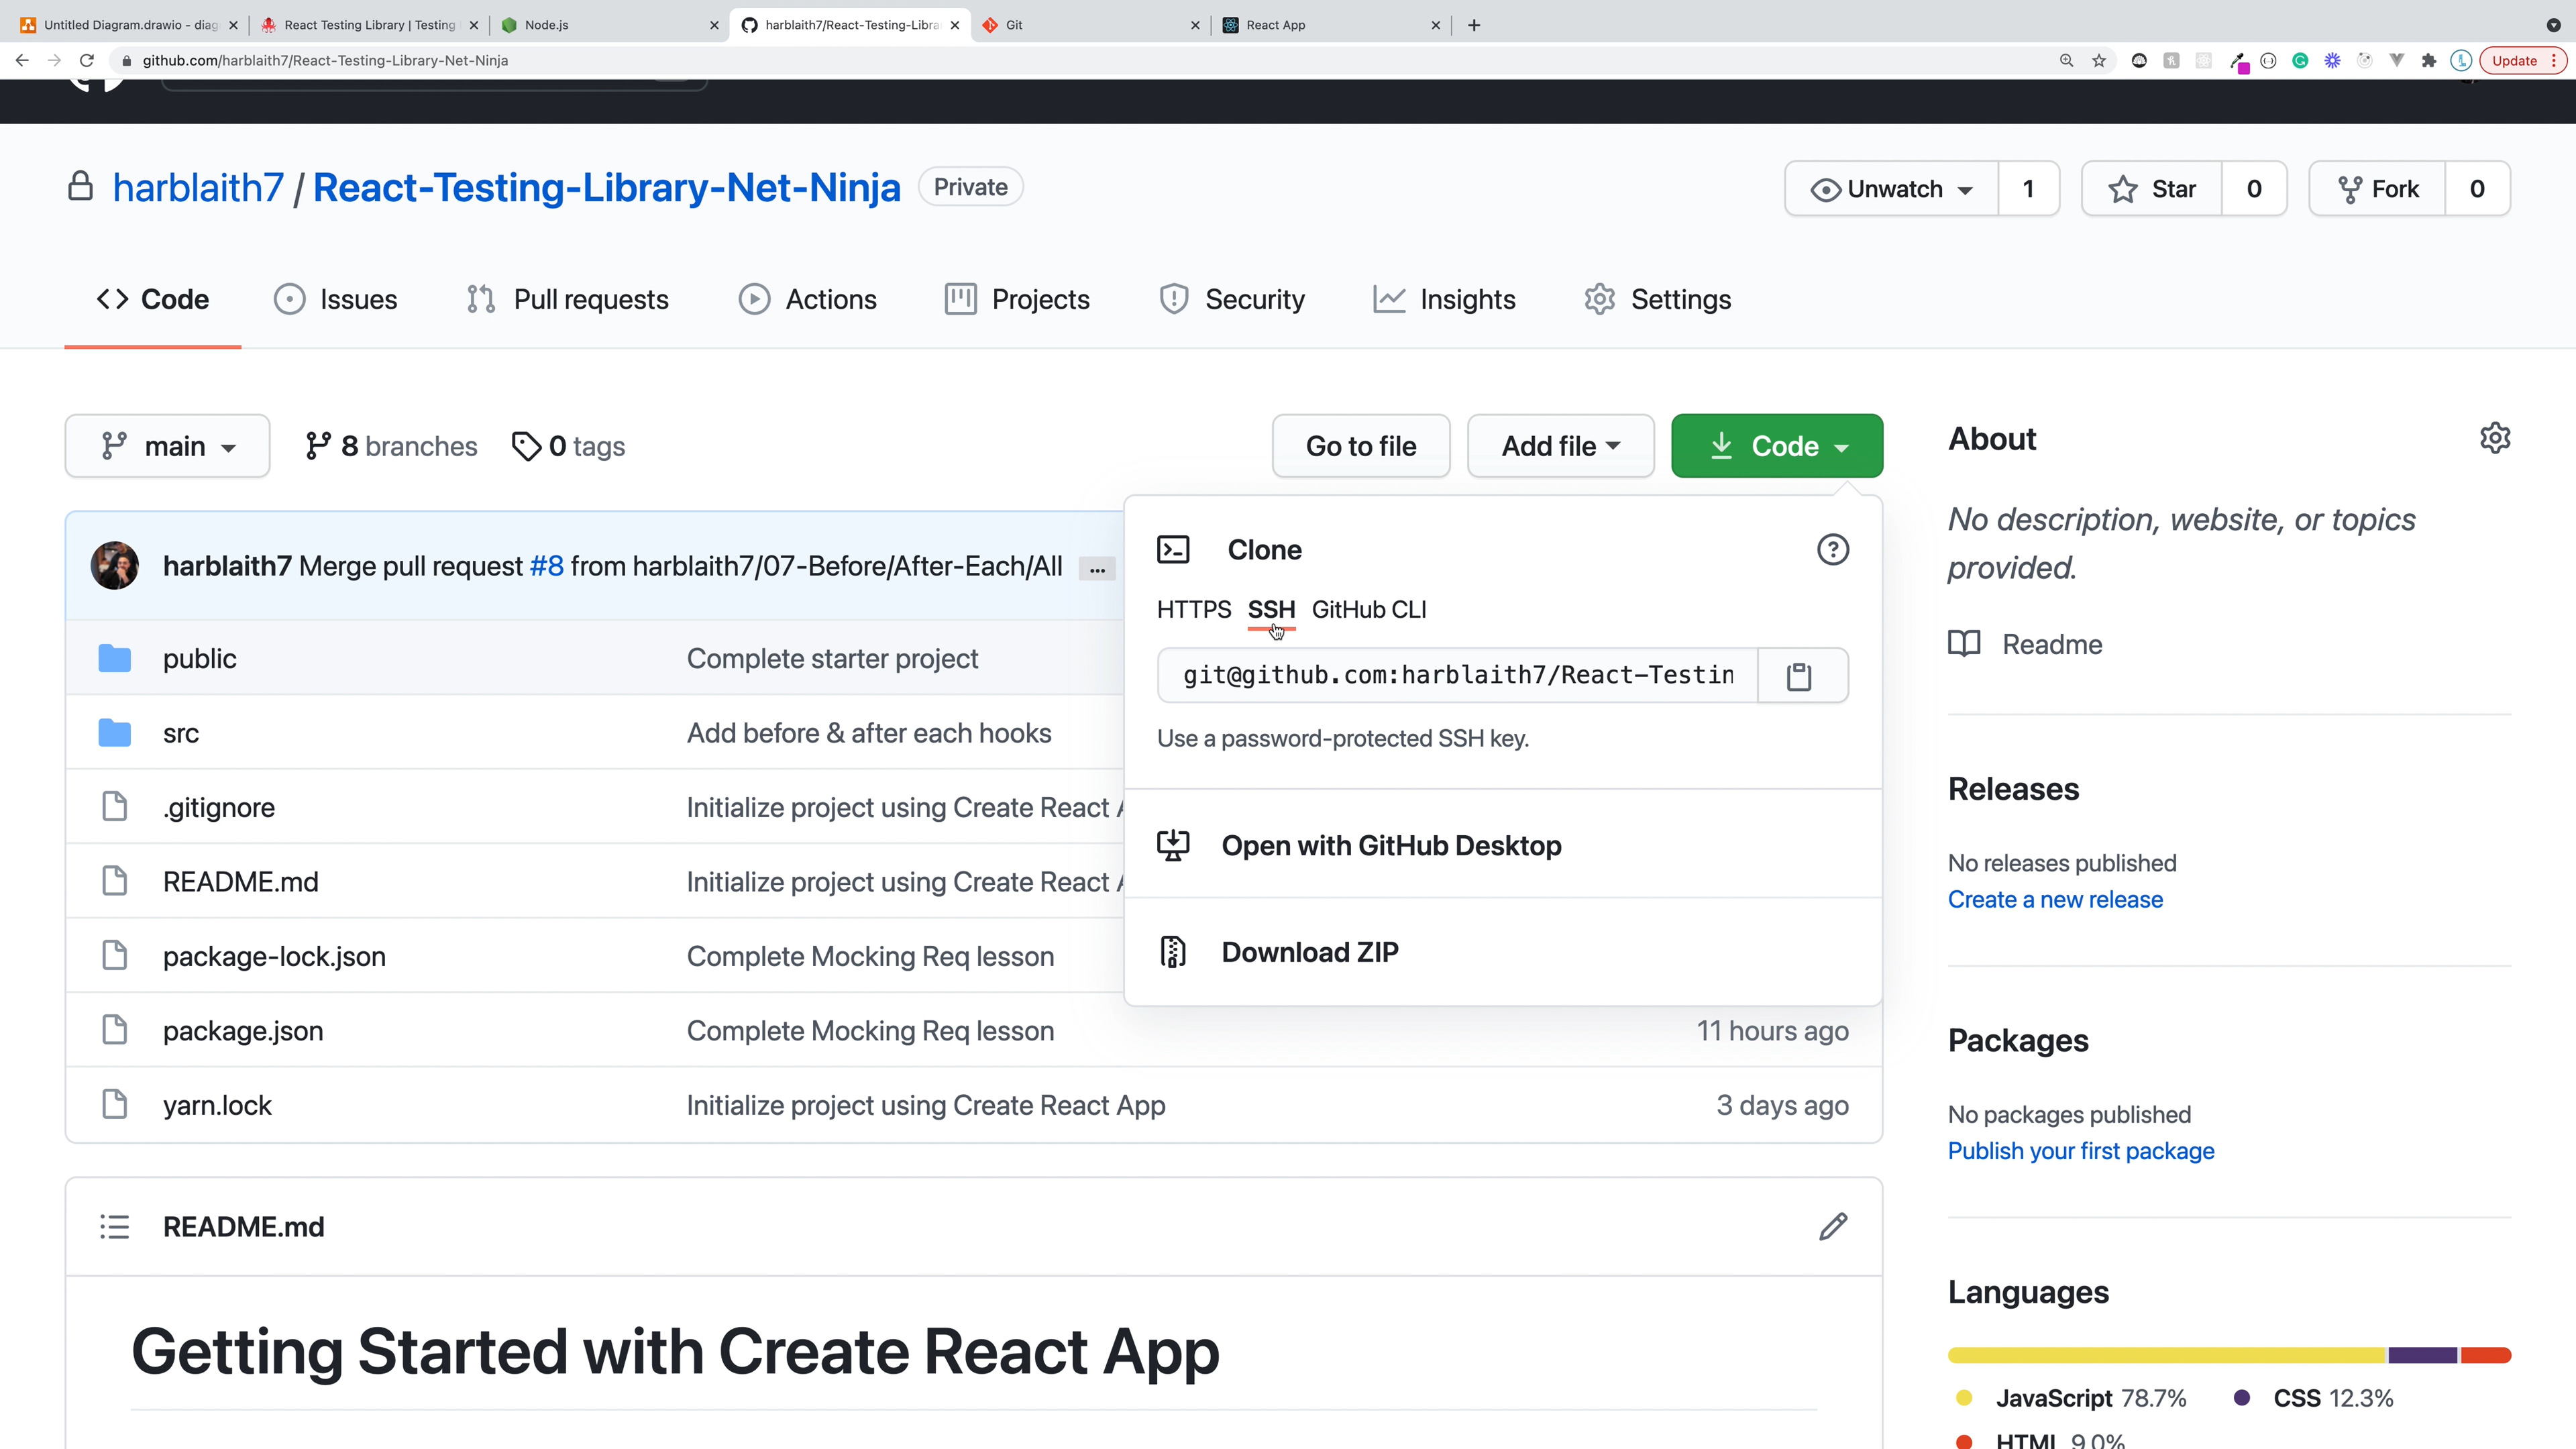 Untitled Diagram.drawio - diag
React Testing Library | Testing
Node.js
harblaith7/React-Testing-Libra
Git
React App
github.com/harblaith7/React-Testing-Library-Net-Ninja
Update
harblaith7 / React-Testing-Library-Net-Ninja
Private
Unwatch 1
Star 0
Fork 0
Code
Issues
Pull requests
Actions
Projects
Security
Insights
Settings
main
8 branches
0 tags
Go to file
Add file
Code
harblaith7 Merge pull request #8 from harblaith7/07-Before/After-Each/All ...
public Complete starter project
src Add before & after each hooks
.gitignore Initialize project using Create React A
README.md Initialize project using Create React A
package-lock.json Complete Mocking Req lesson
package.json Complete Mocking Req lesson 11 hours ago
yarn.lock Initialize project using Create React App 3 days ago
Clone
HTTPS SSH GitHub CLI
git@github.com:harblaith7/React-Testin
Use a password-protected SSH key.
Open with GitHub Desktop
Download ZIP
README.md
Getting Started with Create React App
About
No description, website, or topics
provided.
Readme
Releases
No releases published
Create a new release
Packages
No packages published
Publish your first package
Languages
JavaScript 78.7%
CSS 12.3%
HTML 9.0%